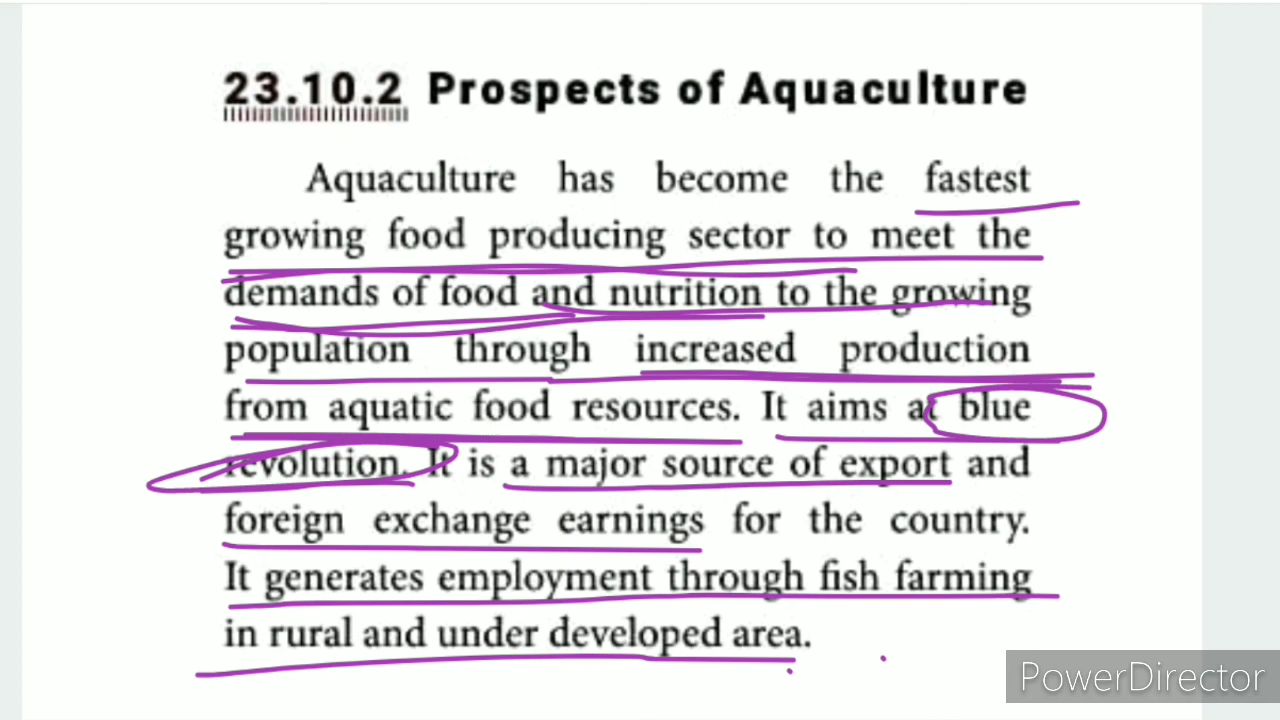 23.10.2 Prospects of Aquaculture
Aquaculture has become the fastest
growing food producing sector to meet the
demands of food and nutrition to the growing
population through increased production
from aquatic food resources. It aims at blue
revolution. It is a major source of export and
foreign exchange earnings for the country.
It generates employment through fish farming
in rural and under developed area.
PowerDirector